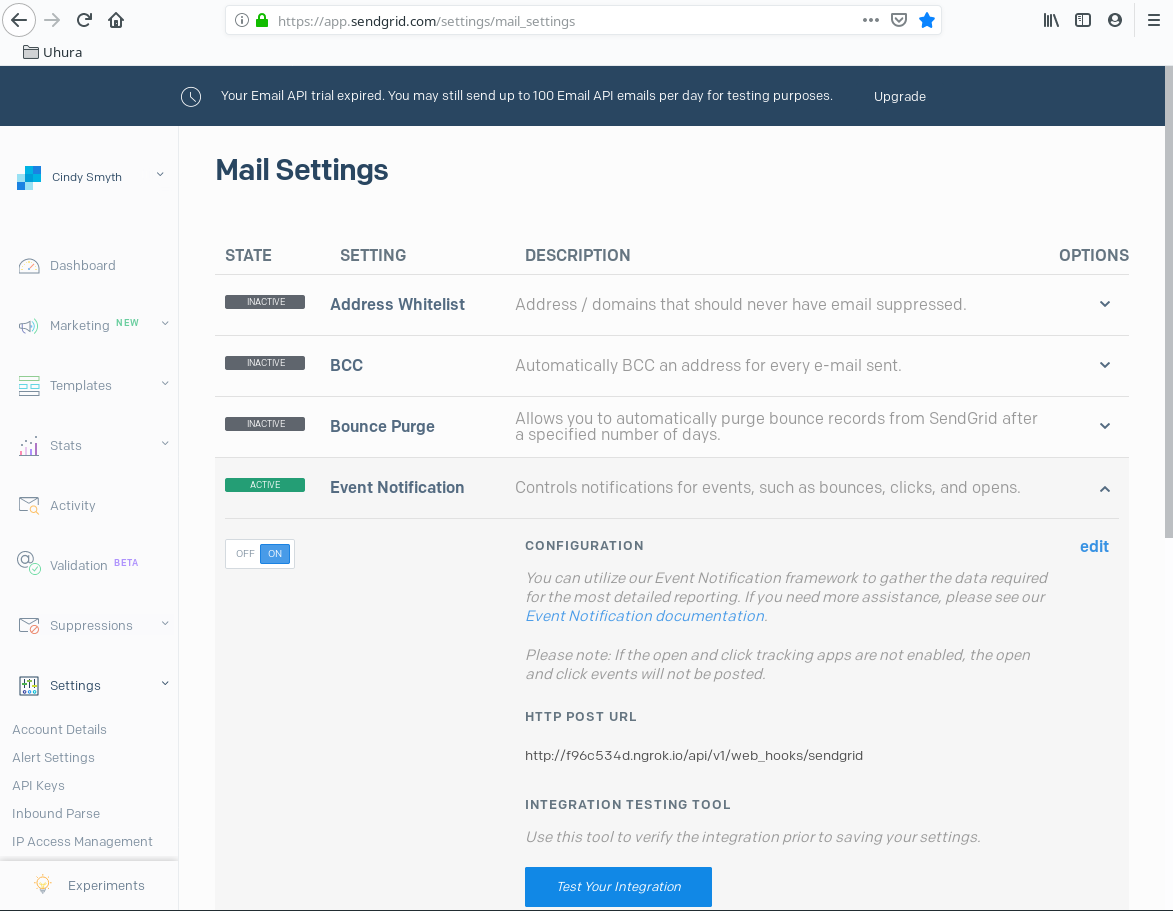 https://app.sendgrid.com/settings/mail_settings
Uhura
Your Email API trial expired. You may still send up to 100 Email API emails per day for testing purposes.
Upgrade
Cindy Smyth
Dashboard
Marketing NEW
Templates
Stats
Activity
Validation BETA
Suppressions
Settings
Account Details
Alert Settings
API Keys
Inbound Parse
IP Access Management
Experiments
Mail Settings
STATE SETTING DESCRIPTION OPTIONS
INACTIVE Address Whitelist Address / domains that should never have email suppressed.
INACTIVE BCC Automatically BCC an address for every e-mail sent.
INACTIVE Bounce Purge Allows you to automatically purge bounce records from SendGrid after
a specified number of days.
ACTIVE Event Notification Controls notifications for events, such as bounces, clicks, and opens.
OFF ON
CONFIGURATION edit
You can utilize our Event Notification framework to gather the data required
for the most detailed reporting. If you need more assistance, please see our
Event Notification documentation.
Please note: If the open and click tracking apps are not enabled, the open
and click events will not be posted.
HTTP POST URL
http://f96c534d.ngrok.io/api/v1/web_hooks/sendgrid
INTEGRATION TESTING TOOL
Use this tool to verify the integration prior to saving your settings.
Test Your Integration